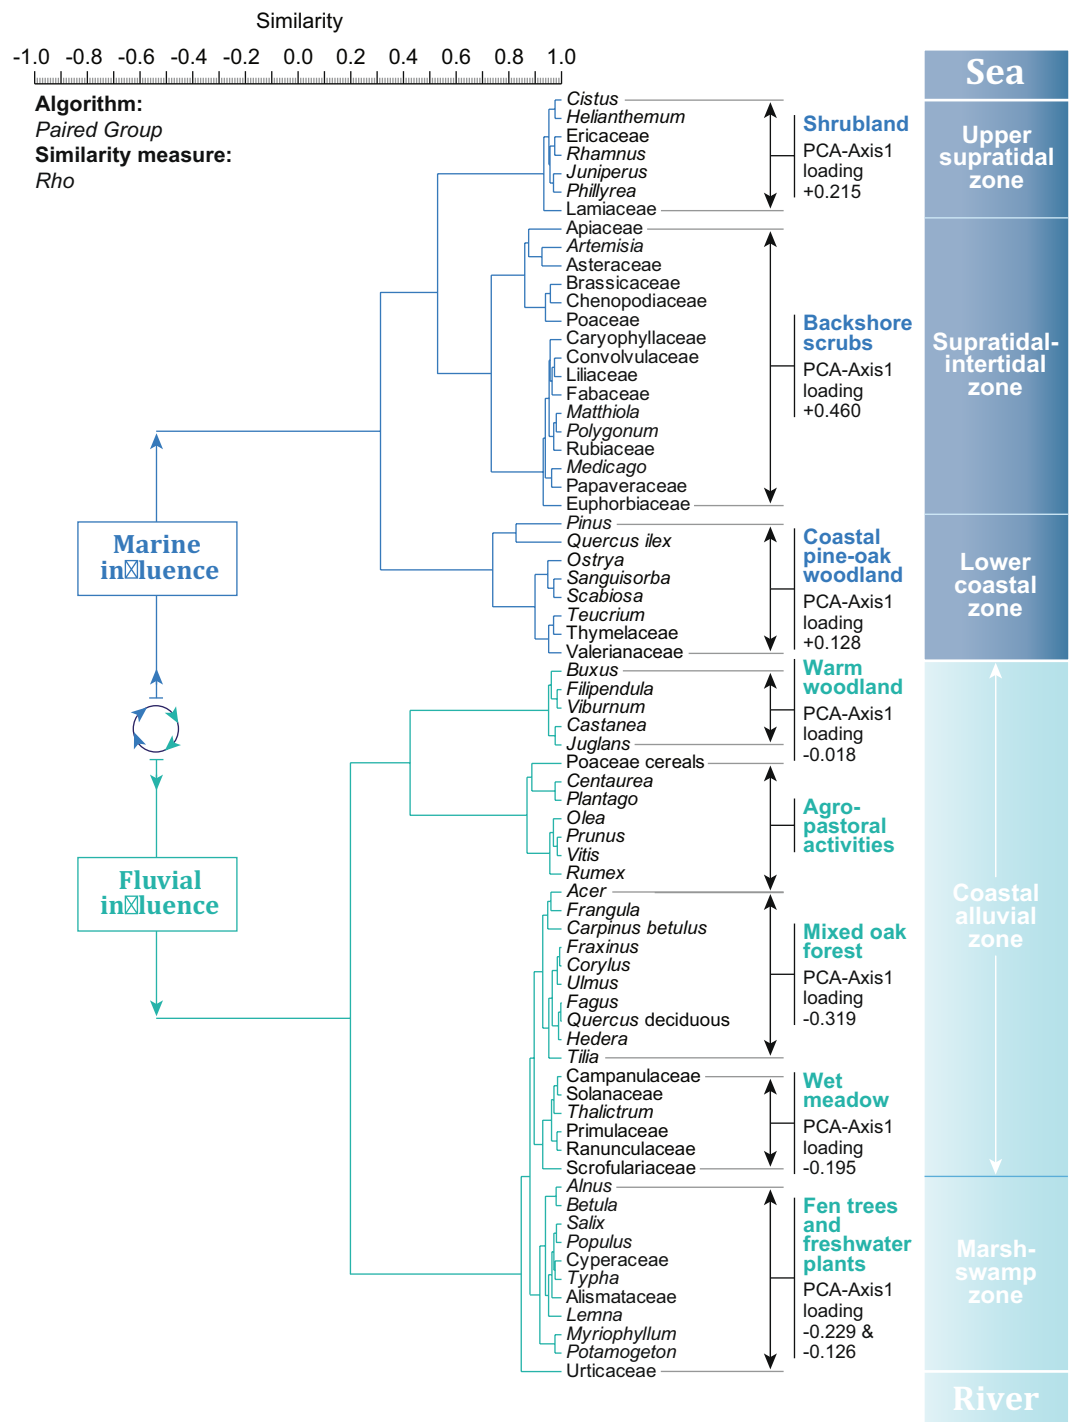 Similarity
-1.0 -0.8 -0.6 -0.4 -0.2 0.0 0.2 0.4 0.6 0.8 1.0
Algorithm:
Paired Group
Similarity measure:
Rho
Marine
in□luence
Fluvial
in□luence
Cistus
Helianthemum
Ericaceae
Rhamnus
Juniperus
Phillyrea
Lamiaceae
Apiaceae
Artemisia
Asteraceae
Brassicaceae
Chenopodiaceae
Poaceae
Caryophyllaceae
Convolvulaceae
Liliaceae
Fabaceae
Matthiola
Polygonum
Rubiaceae
Medicago
Papaveraceae
Euphorbiaceae
Pinus
Quercus ilex
Ostrya
Sanguisorba
Scabiosa
Teucrium
Thymelaceae
Valerianaceae
Buxus
Filipendula
Viburnum
Castanea
Juglans
Poaceae cereals
Centaurea
Plantago
Olea
Prunus
Vitis
Rumex
Acer
Frangula
Carpinus betulus
Fraxinus
Corylus
Ulmus
Fagus
Quercus deciduous
Hedera
Tilia
Campanulaceae
Solanaceae
Thalictrum
Primulaceae
Ranunculaceae
Scrofulariaceae
Alnus
Betula
Salix
Populus
Cyperaceae
Typha
Alismataceae
Lemna
Myriophyllum
Potamogeton
Urticaceae
Shrubland
PCA-Axis1
loading
+0.215
Backshore
scrubs
PCA-Axis1
loading
+0.460
Coastal
pine-oak
woodland
PCA-Axis1
loading
+0.128
Warm
woodland
PCA-Axis1
loading
-0.018
Agro-
pastoral
activities
Mixed oak
forest
PCA-Axis1
loading
-0.319
Wet
meadow
PCA-Axis1
loading
-0.195
Fen trees
and
freshwater
plants
PCA-Axis1
loading
-0.229 &
-0.126
Sea
Upper
supratidal
zone
Supratidal-
intertidal
zone
Lower
coastal
zone
Coastal
alluvial
zone
Marsh-
swamp
zone
River